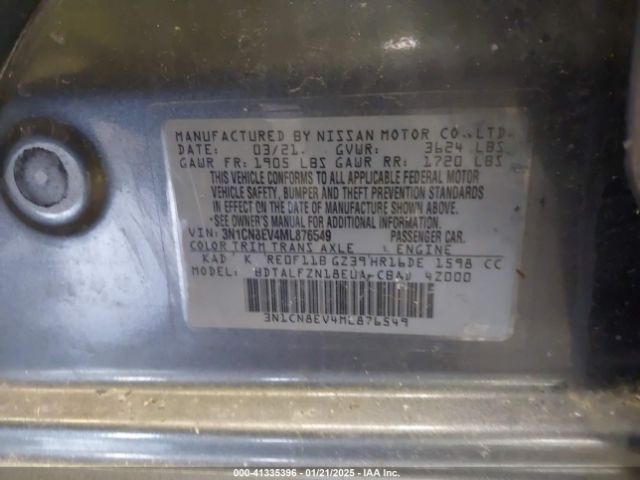 MANUFACTURED BY NISSAN MOTOR CO.,LTD.
DATE: 03/21. GVWR: 3624 LBS
GAWR FR: 1905 LBS GAWR RR: 1720 LBS
THIS VEHICLE CONFORMS TO ALL APPLICABLE FEDERAL MOTOR
VEHICLE SAFETY, BUMPER AND THEFT PREVENTION STANDARDS
IN EFFECT ON THE DATE OF MANUFACTURE SHOWN ABOVE.
*SEE OWNER'S MANUAL FOR ADDITIONAL INFORMATION
VIN: 3N1CN8EV4ML876549 PASSENGER CAR.
COLOR TRIM TRANS AXLE ENGINE
KAD K RE0F11B GZ39 HR16DE 1598 CC
MODEL: BDTALFZN18EUA-CBA 42000
3N1CN8EV4ML876549
000-41335396 • 01/21/2025 • IAA Inc.